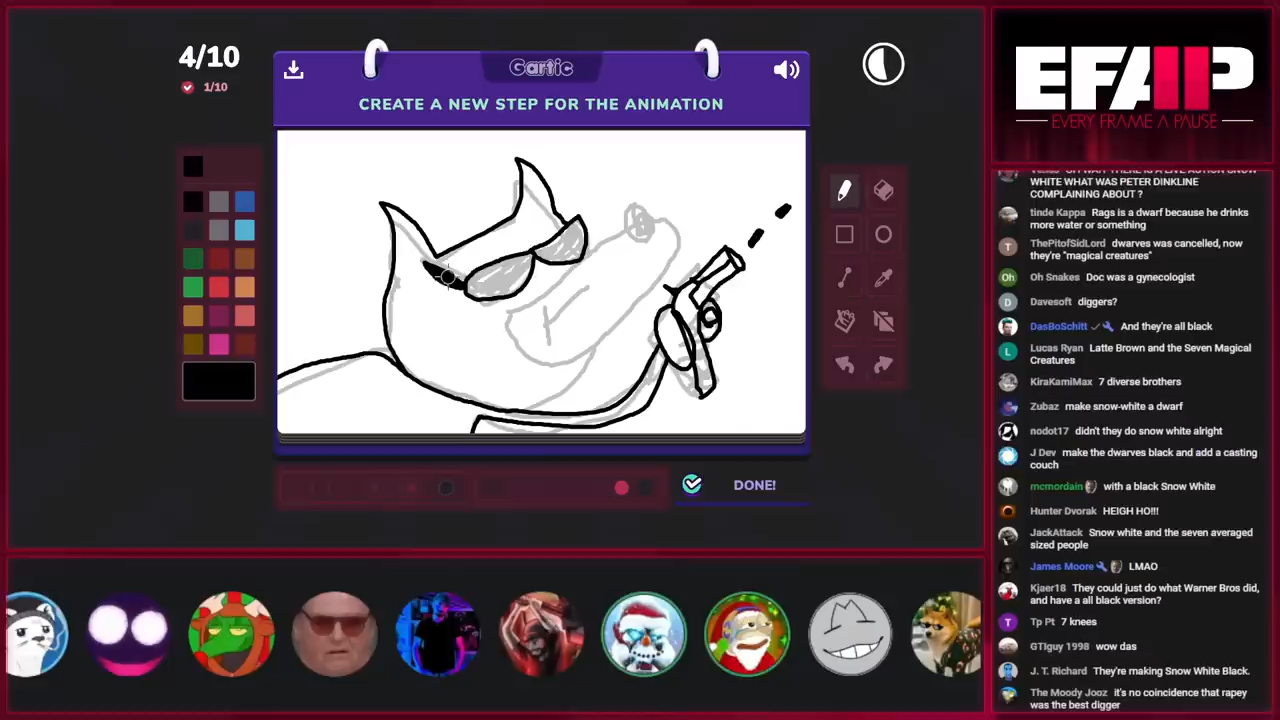 4/10
1/10
Gartic
CREATE A NEW STEP FOR THE ANIMATION
DONE!
EFAP
EVERY FRAME A PAUSE
WHITE WHAT WAS PETER DINKLINE
COMPLAINING ABOUT ?
tinde Kappa Rags is a dwarf because he drinks
more water or something
ThePitofSidLord dwarves was cancelled, now
they're "magical creatures"
Oh Snakes Doc was a gynecologist
Davesoft diggers?
DasBoSchitt And they're all black
Lucas Ryan Latte Brown and the Seven Magical
Creatures
KiraKamiMax 7 diverse brothers
Zubaz make snow-white a dwarf
nodot17 didn't they do snow white alright
J Dev make the dwarves black and add a casting
couch
mcmordain with a black Snow White
Hunter Dvorak HEIGH HO!!!
JackAttack Snow white and the seven averaged
sized people
James Moore LMAO
Kjaer18 They could just do what Warner Bros did,
and have a all black version?
Tp Pt 7 knees
GTIguy 1998 wow das
J. T. Richard They're making Snow White Black.
The Moody Jooz it's no coincidence that rapey
was the best digger